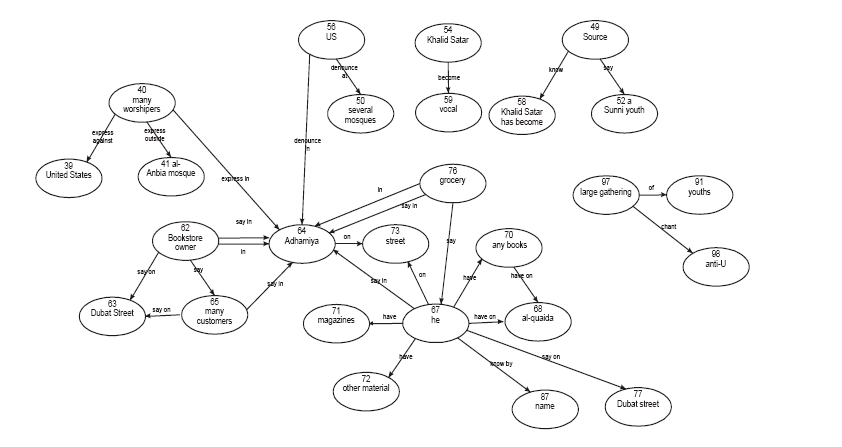 56
US
54
Khalid Satar
49
Source
denounce
at
become
know
say
40
many
worshipers
50
several
mosques
59
vocal
58
Khalid Satar
has become
52 a
Sunni youth
express
against
express
outside
denounce
39
United States
41 al-
Anbia mosque
express in
76
grocery
97
large gathering
of
91
youths
in
say in
62
Bookstore
owner
say in
in
64
Adhamiya
on
73
street
say
70
any books
chant
98
anti-U
say on
say
say in
say in
on
have
have on
63
Dubat Street
say on
65
many
customers
71
magazines
have
67
he
have on
68
al-quaida
have
know by
say on
72
other material
87
name
77
Dubat street